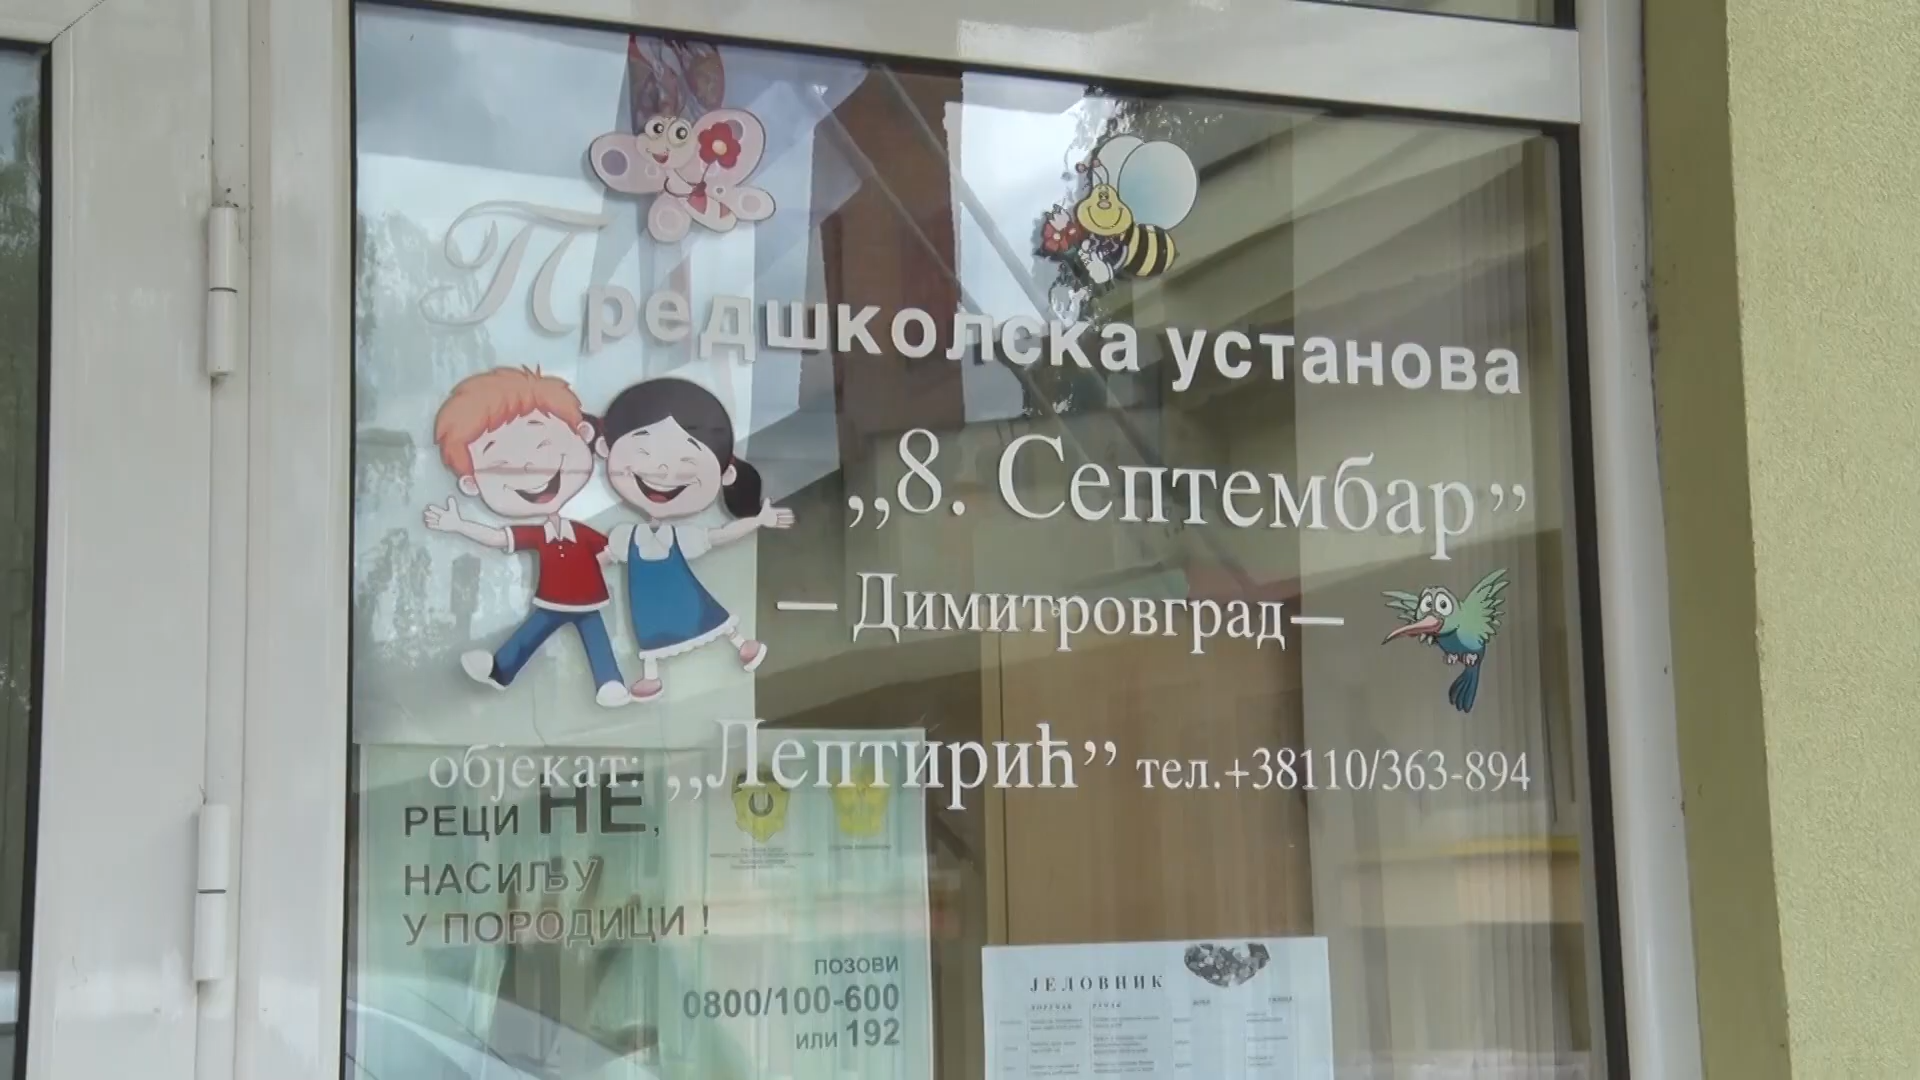 Предшколска установа
„8. Септембар”
—Димитровград—
објекат: „Лептирић” тел.+38110/363-894
РЕЦИ НЕ,
НАСИЉУ
У ПОРОДИЦИ !
ПОЗОВИ
0800/100-600
ИЛИ 192
ЈЕЛОВНИК